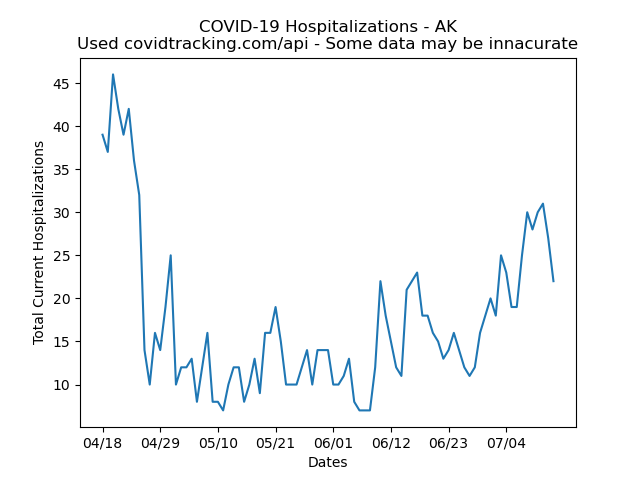 COVID-19 Hospitalizations - AK
Used covidtracking.com/api - Some data may be innacurate
Total Current Hospitalizations
45
40
35
30
25
20
15
10
04/18 04/29 05/10 05/21 06/01 06/12 06/23 07/04
Dates